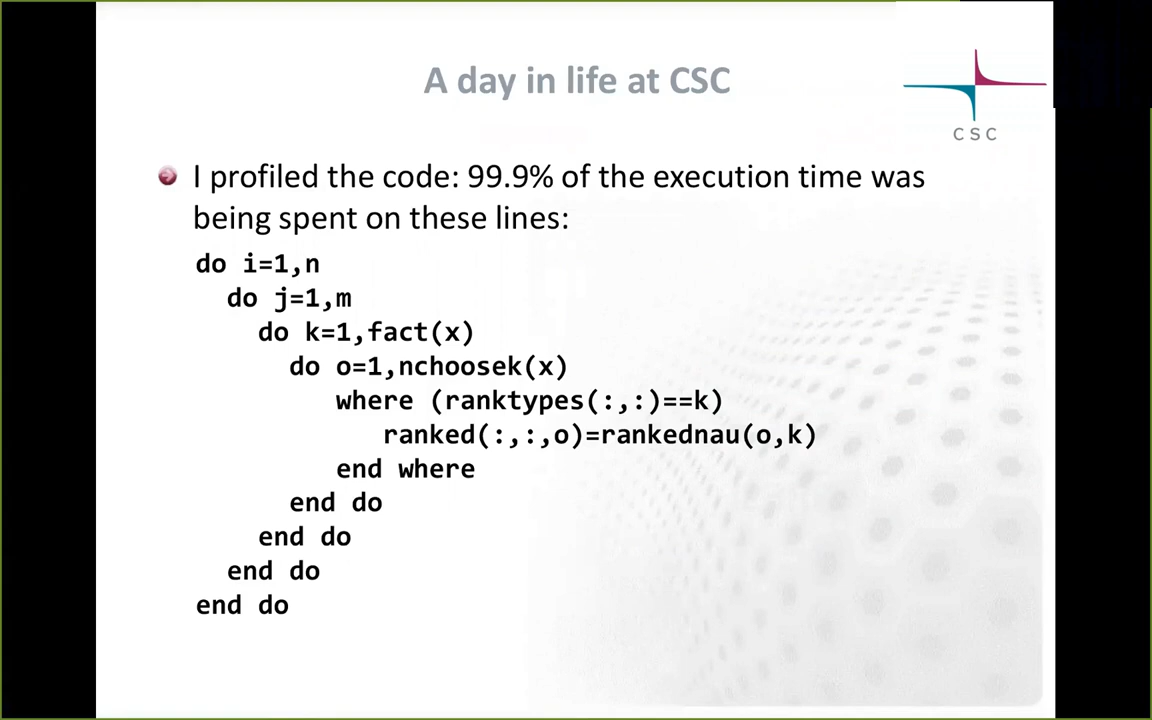 A day in life at CSC
CSC
I profiled the code: 99.9% of the execution time was
being spent on these lines:
do i=1,n
do j=1,m
do k=1,fact(x)
do o=1,nchoosek(x)
where (ranktypes(:,:)==k)
ranked(:,:,o)=rankednau(o,k)
end where
end do
end do
end do
end do